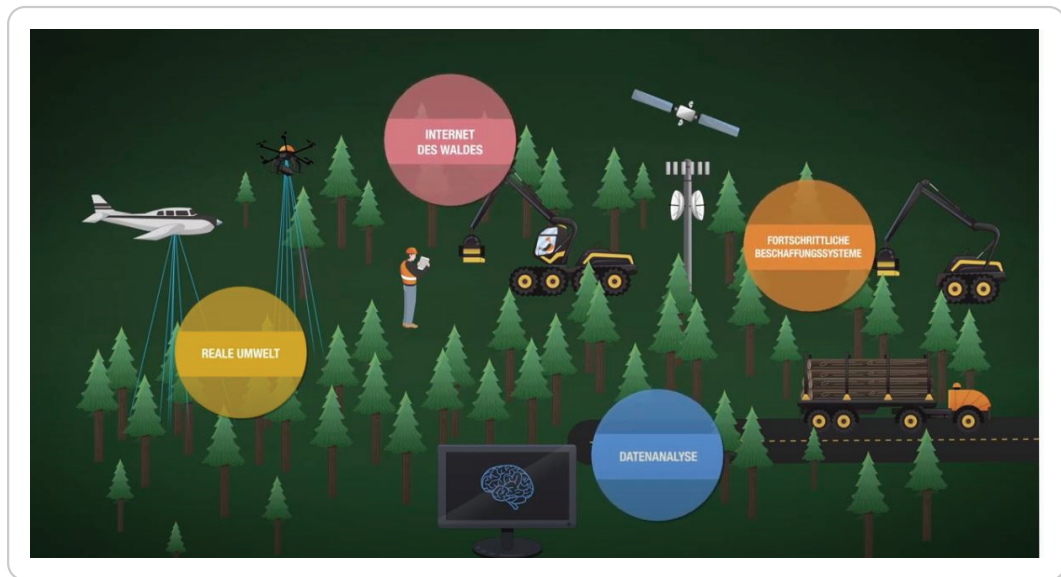 INTERNET
DES WALDES
FORTSCHRITTLICHE
BESCHAFFUNGSSYSTEME
REALE UMWELT
DATENANALYSE